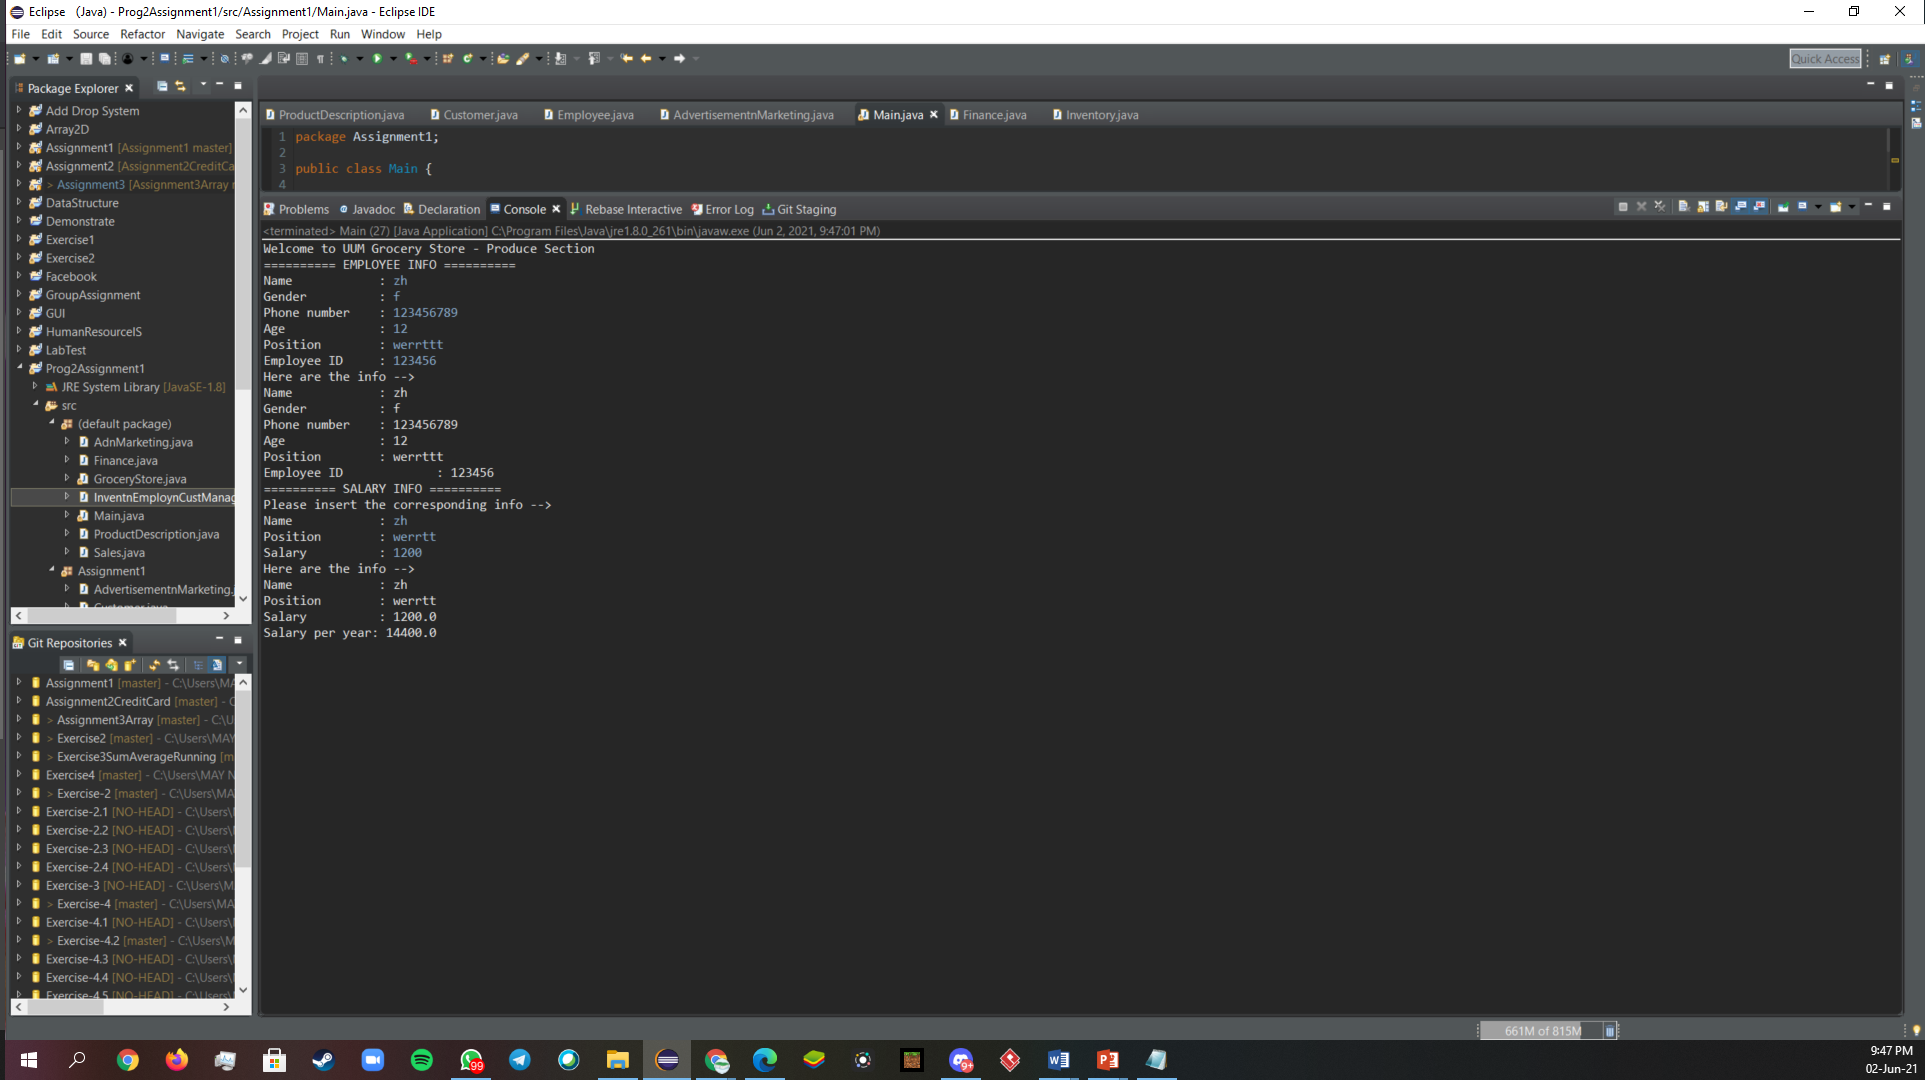 Eclipse   (Java) - Prog2Assignment1/src/Assignment1/Main.java - Eclipse IDE
File Edit Source Refactor Navigate Search Project Run Window Help
Quick Access
Package Explorer
Add Drop System
Array2D
Assignment1 [Assignment1 master]
Assignment2 [Assignment2CreditCa
> Assignment3 [Assignment3Array r
DataStructure
Demonstrate
Exercise1
Exercise2
Facebook
GroupAssignment
GUI
HumanResourceIS
LabTest
Prog2Assignment1
JRE System Library [JavaSE-1.8]
src
(default package)
AdnMarketing.java
Finance.java
GroceryStore.java
InventnEmploynCustManag
Main.java
ProductDescription.java
Sales.java
Assignment1
AdvertisementnMarketing.
Customer.java
Git Repositories
Assignment1 [master] - C:\Users\MA
Assignment2CreditCard [master] - C
> Assignment3Array [master] - C:\U
> Exercise2 [master] - C:\Users\MAY
> Exercise3SumAverageRunning [m
Exercise4 [master] - C:\Users\MAY N
> Exercise-2 [master] - C:\Users\MA
Exercise-2.1 [NO-HEAD] - C:\Users\
Exercise-2.2 [NO-HEAD] - C:\Users\
Exercise-2.3 [NO-HEAD] - C:\Users\
Exercise-2.4 [NO-HEAD] - C:\Users\
Exercise-3 [NO-HEAD] - C:\Users\M
> Exercise-4 [master] - C:\Users\MA
Exercise-4.1 [NO-HEAD] - C:\Users\
> Exercise-4.2 [master] - C:\Users\M
Exercise-4.3 [NO-HEAD] - C:\Users\
Exercise-4.4 [NO-HEAD] - C:\Users\
Exercise-4.5 [NO-HEAD] - C:\Users\
ProductDescription.java Customer.java Employee.java AdvertisementnMarketing.java Main.java Finance.java Inventory.java
1 package Assignment1;
2
3 public class Main {
4
Problems Javadoc Declaration Console Rebase Interactive Error Log Git Staging
<terminated> Main (27) [Java Application] C:\Program Files\Java\jre1.8.0_261\bin\javaw.exe (Jun 2, 2021, 9:47:01 PM)
Welcome to UUM Grocery Store - Produce Section
========== EMPLOYEE INFO ==========
Name            : zh
Gender          : f
Phone number    : 123456789
Age             : 12
Position        : werrttt
Employee ID     : 123456
Here are the info -->
Name            : zh
Gender          : f
Phone number    : 123456789
Age             : 12
Position        : werrttt
Employee ID             : 123456
========== SALARY INFO ==========
Please insert the corresponding info -->
Name            : zh
Position        : werrtt
Salary          : 1200
Here are the info -->
Name            : zh
Position        : werrtt
Salary          : 1200.0
Salary per year: 14400.0
661M of 815M
99
9+
9:47 PM
02-Jun-21